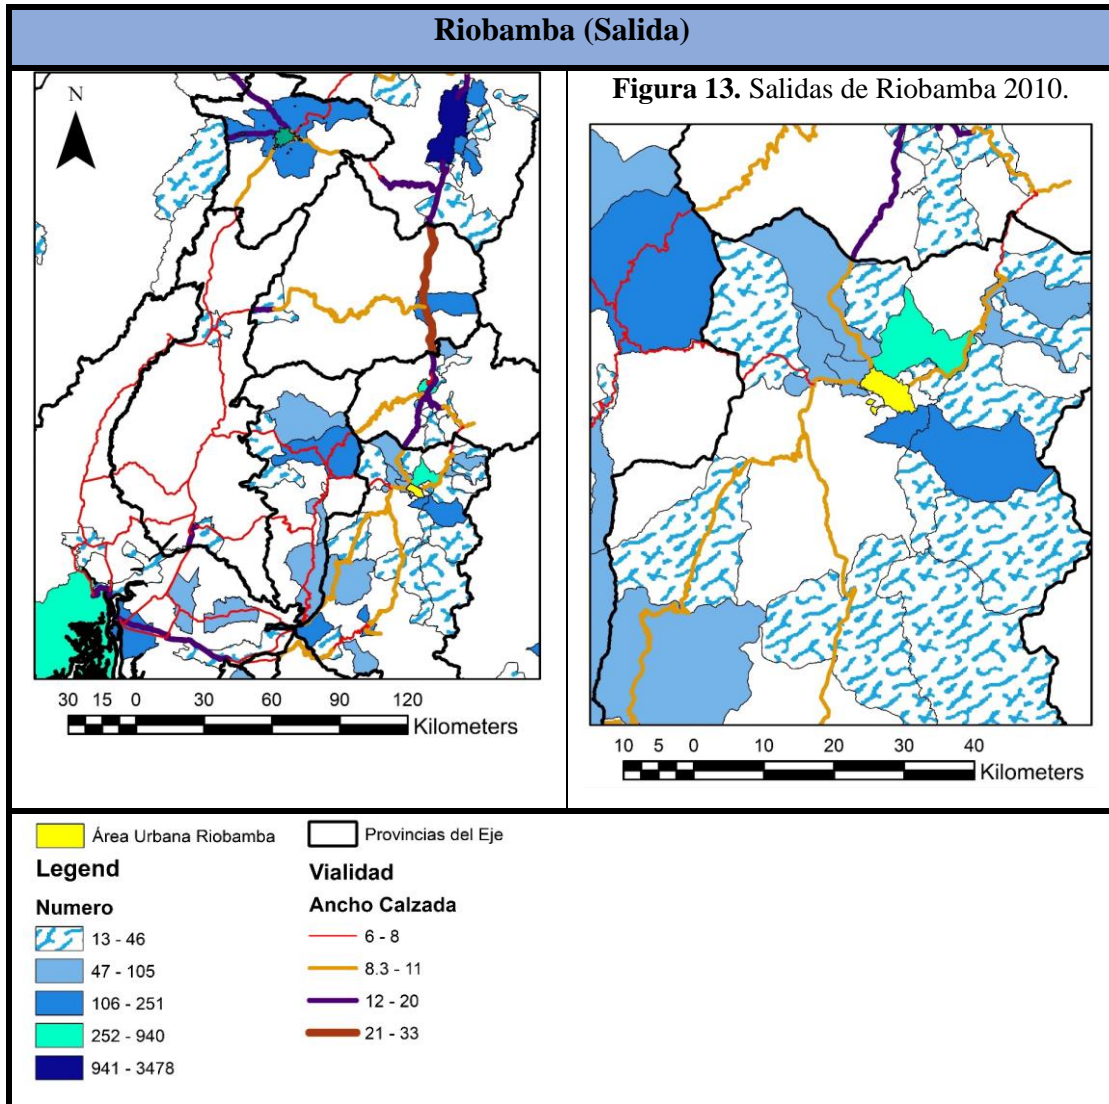 Riobamba (Salida)
N
30 15 0 30 60 90 120
Kilometers
Figura 13. Salidas de Riobamba 2010.
10 5 0 10 20 30 40
Kilometers
Área Urbana Riobamba
Legend
Numero
13 - 46
47 - 105
106 - 251
252 - 940
941 - 3478
Provincias del Eje
Vialidad
Ancho Calzada
6 - 8
8.3 - 11
12 - 20
21 - 33